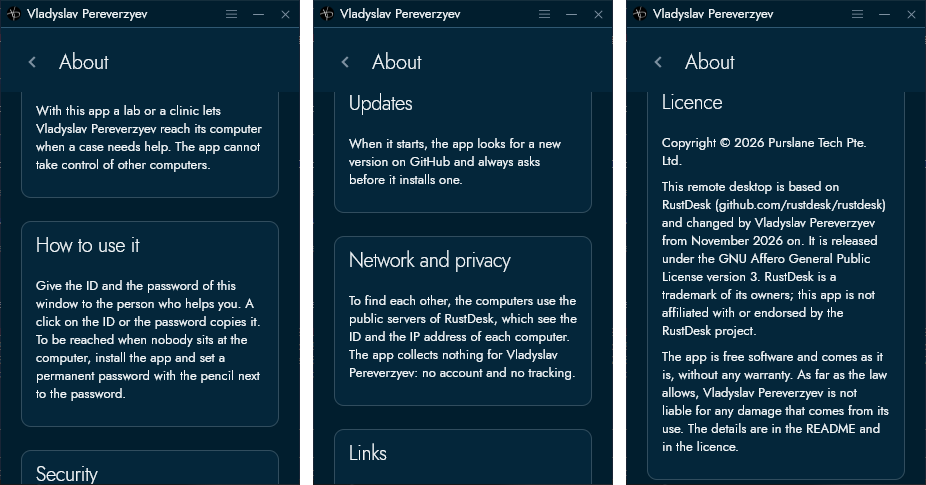 Vladyslav Pereverzyev
About
With this app a lab or a clinic lets
Vladyslav Pereverzyev reach its computer
when a case needs help. The app cannot
take control of other computers.
How to use it
Give the ID and the password of this
window to the person who helps you. A
click on the ID or the password copies it.
To be reached when nobody sits at the
computer, install the app and set a
permanent password with the pencil next
to the password.
Security
Vladyslav Pereverzyev
About
Updates
When it starts, the app looks for a new
version on GitHub and always asks
before it installs one.
Network and privacy
To find each other, the computers use the
public servers of RustDesk, which see the
ID and the IP address of each computer.
The app collects nothing for Vladyslav
Pereverzyev: no account and no tracking.
Links
Vladyslav Pereverzyev
About
Licence
Copyright © 2026 Purslane Tech Pte.
Ltd.
This remote desktop is based on
RustDesk (github.com/rustdesk/rustdesk)
and changed by Vladyslav Pereverzyev
from November 2026 on. It is released
under the GNU Affero General Public
License version 3. RustDesk is a
trademark of its owners; this app is not
affiliated with or endorsed by the
RustDesk project.
The app is free software and comes as it
is, without any warranty. As far as the law
allows, Vladyslav Pereverzyev is not
liable for any damage that comes from its
use. The details are in the README and
in the licence.